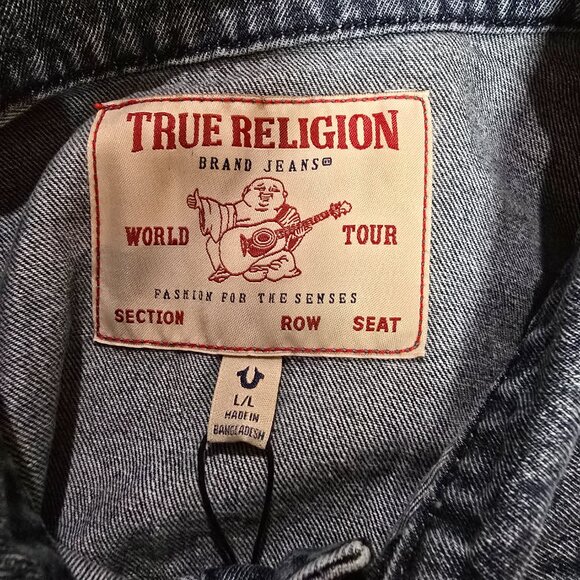 TRUE RELIGION
BRAND JEANS
WORLD TOUR
FASHION FOR THE SENSES
SECTION ROW SEAT
L/L
MADE IN
BANGLADESH